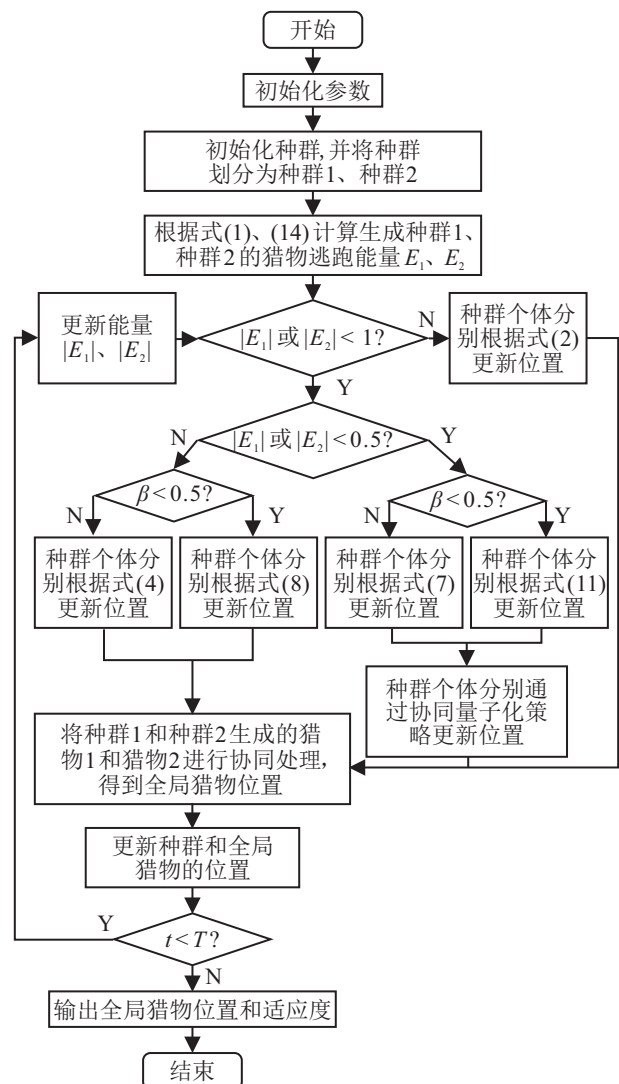 开始
初始化参数
初始化种群,并将种群
划分为种群1、种群2
根据式(1)、(14)计算生成种群1、
种群2的猎物逃跑能量E₁、E₂
更新能量
|E₁|、|E₂|
|E₁|或|E₂|<1?
N
种群个体分
别根据式(2)
更新位置
Y
|E₁|或|E₂|<0.5?
N
Y
β<0.5?
β<0.5?
N
Y
N
Y
种群个体分
别根据式(4)
更新位置
种群个体分
别根据式(8)
更新位置
种群个体分
别根据式(7)
更新位置
种群个体分
别根据式(11)
更新位置
种群个体分别通
过协同量子化策
略更新位置
将种群1和种群2生成的猎
物1和猎物2进行协同处理,
得到全局猎物位置
更新种群和全局
猎物的位置
Y
t<T?
N
输出全局猎物位置和适应度
结束